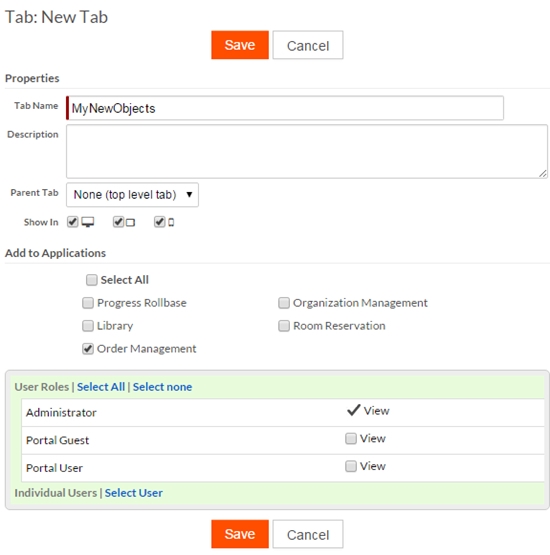 Tab: New Tab
Save Cancel
Properties
Tab Name MyNewObjects
Description
Parent Tab None (top level tab)
Show In
Add to Applications
Select All
Progress Rollbase Organization Management
Library Room Reservation
Order Management
User Roles | Select All | Select none
Administrator View
Portal Guest View
Portal User View
Individual Users | Select User
Save Cancel